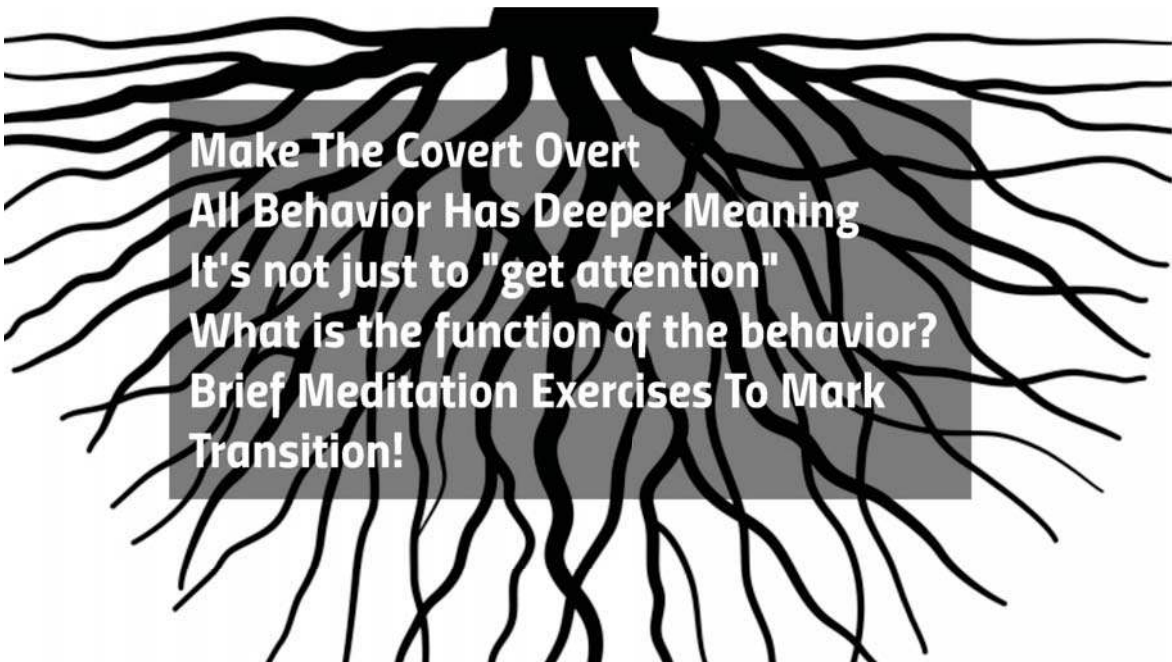 Make The Covert Overt
All Behavior Has Deeper Meaning
It's not just to "get attention"
What is the function of the behavior?
Brief Meditation Exercises To Mark
Transition!